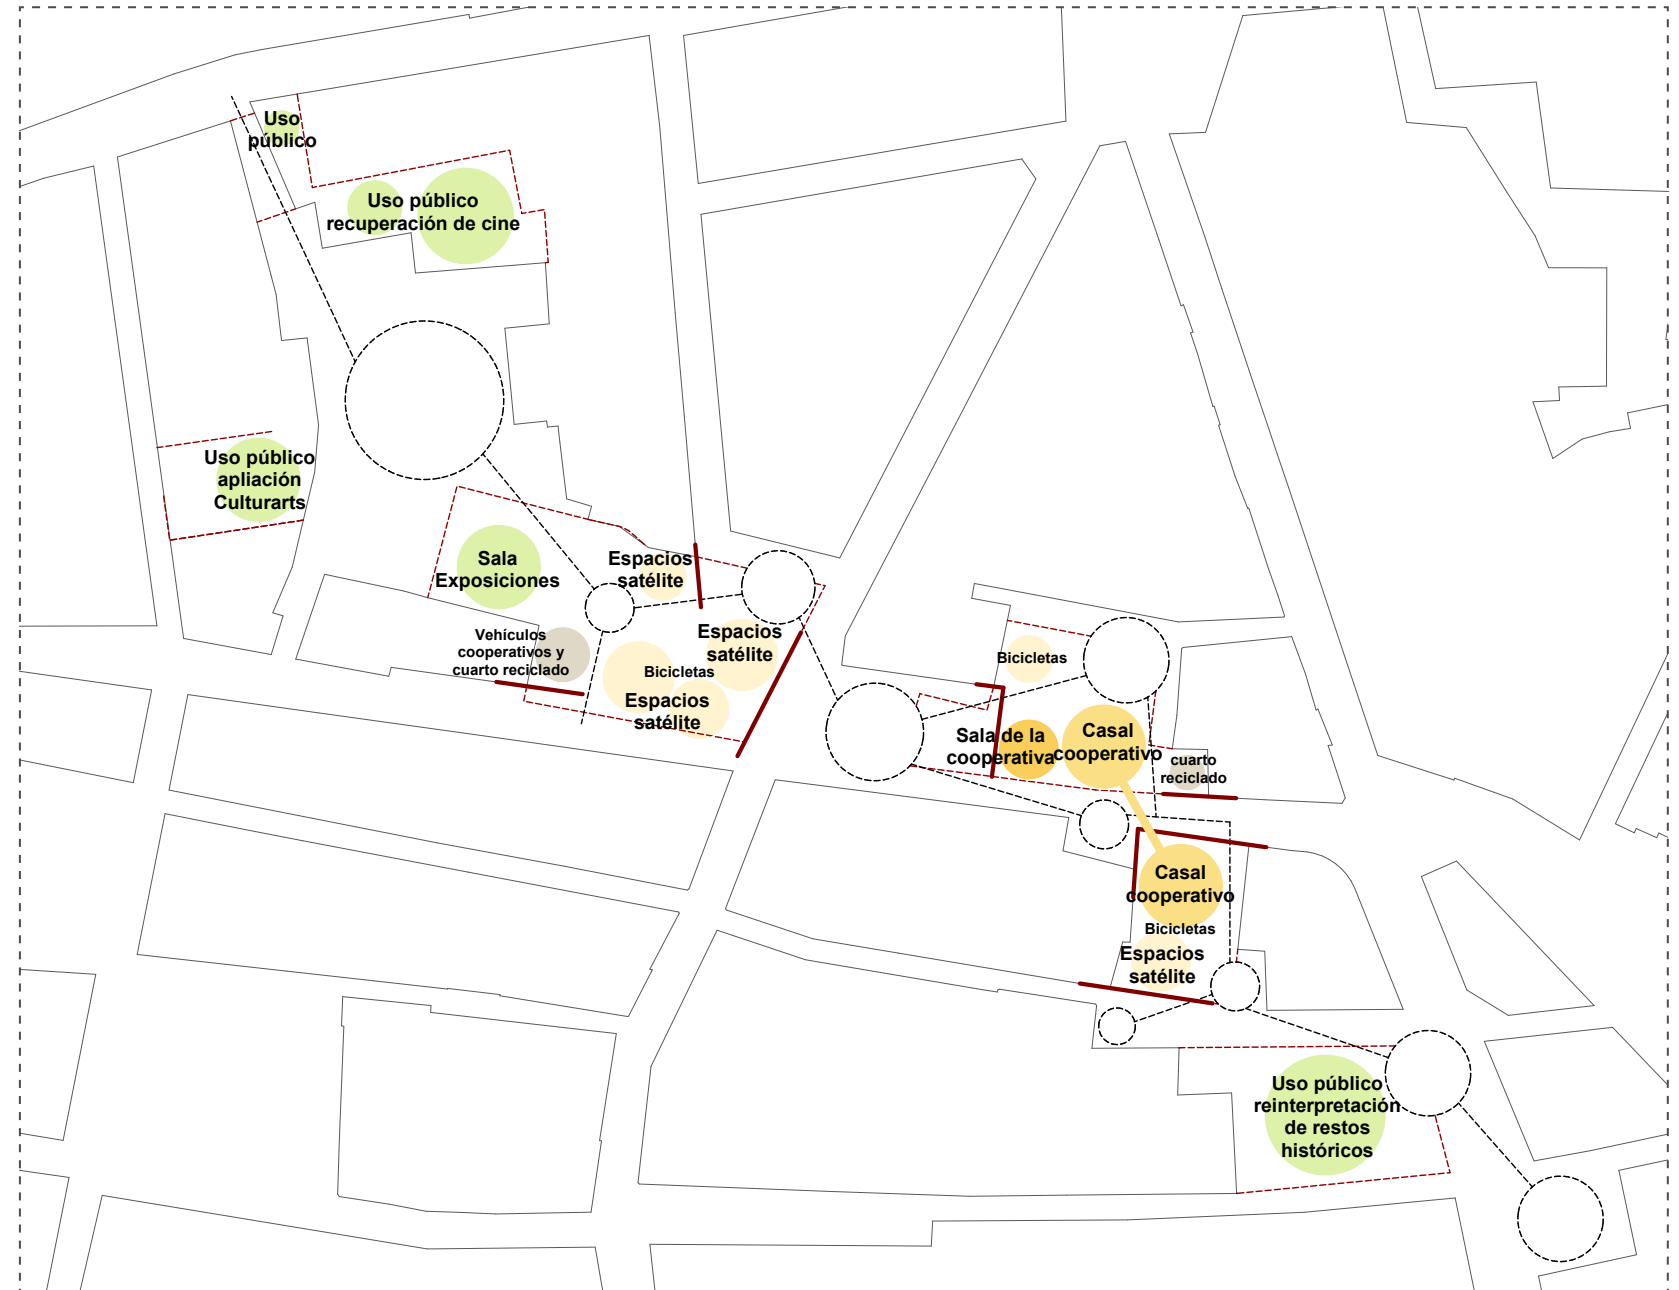 Uso
público
Uso público
recuperación de cine
Uso público
apliación
Culturarts
Sala
Exposiciones
Espacios
satélite
Vehículos
cooperativos y
cuarto reciclado
Espacios
satélite
Bicicletas
Espacios
satélite
Bicicletas
Sala de la
cooperativa
Casal
cooperativo
cuarto
reciclado
Casal
cooperativo
Bicicletas
Espacios
satélite
Uso público
reinterpretación
de restos
históricos